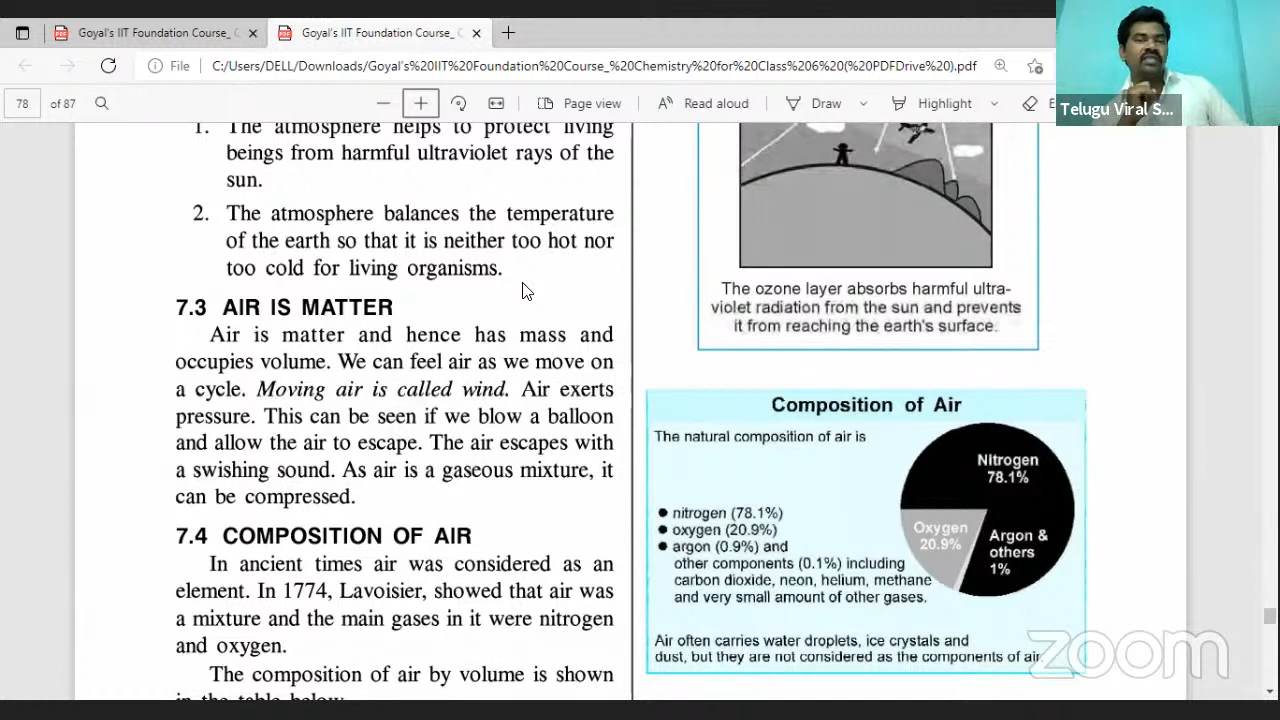 Goyal's IIT Foundation Course_ C
Goyal's IIT Foundation Course_ C
File
C:/Users/DELL/Downloads/Goyal's%20IIT%20Foundation%20Course_%20Chemistry%20for%20Class%206%20(%20PDFDrive%20).pdf
78 of 87
Page view
Read aloud
Draw
Highlight
E
Telugu Viral S...
1. The atmosphere helps to protect living
beings from harmful ultraviolet rays of the
sun.
2. The atmosphere balances the temperature
of the earth so that it is neither too hot nor
too cold for living organisms.
7.3 AIR IS MATTER
Air is matter and hence has mass and
occupies volume. We can feel air as we move on
a cycle. Moving air is called wind. Air exerts
pressure. This can be seen if we blow a balloon
and allow the air to escape. The air escapes with
a swishing sound. As air is a gaseous mixture, it
can be compressed.
7.4 COMPOSITION OF AIR
In ancient times air was considered as an
element. In 1774, Lavoisier, showed that air was
a mixture and the main gases in it were nitrogen
and oxygen.
The composition of air by volume is shown
in the table below.
The ozone layer absorbs harmful ultra-
violet radiation from the sun and prevents
it from reaching the earth's surface.
Composition of Air
The natural composition of air is
● nitrogen (78.1%)
● oxygen (20.9%)
● argon (0.9%) and
other components (0.1%) including
carbon dioxide, neon, helium, methane
and very small amount of other gases.
Nitrogen
78.1%
Oxygen
20.9%
Argon &
others
1%
Air often carries water droplets, ice crystals and
dust, but they are not considered as the components of air.
zoom